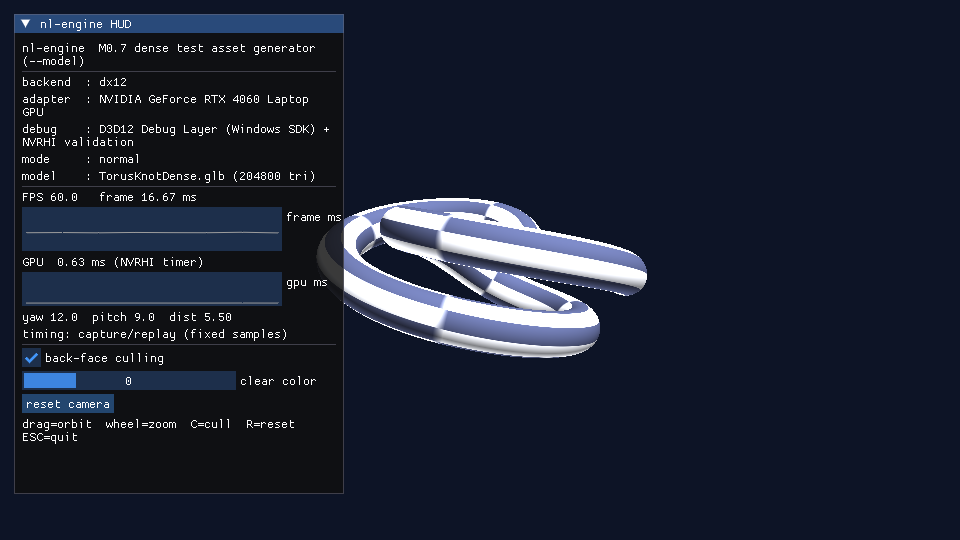 nl-engine HUD
nl-engine  M0.7 dense test asset generator
(--model)
backend  : dx12
adapter  : NVIDIA GeForce RTX 4060 Laptop
GPU
debug    : D3D12 Debug Layer (Windows SDK) +
NVRHI validation
mode     : normal
model    : TorusKnotDense.glb (204800 tri)
FPS 60.0   frame 16.67 ms
frame ms
GPU  0.63 ms (NVRHI timer)
gpu ms
yaw 12.0  pitch 9.0  dist 5.50
timing: capture/replay (fixed samples)
back-face culling
0 clear color
reset camera
drag=orbit  wheel=zoom  C=cull  R=reset
ESC=quit